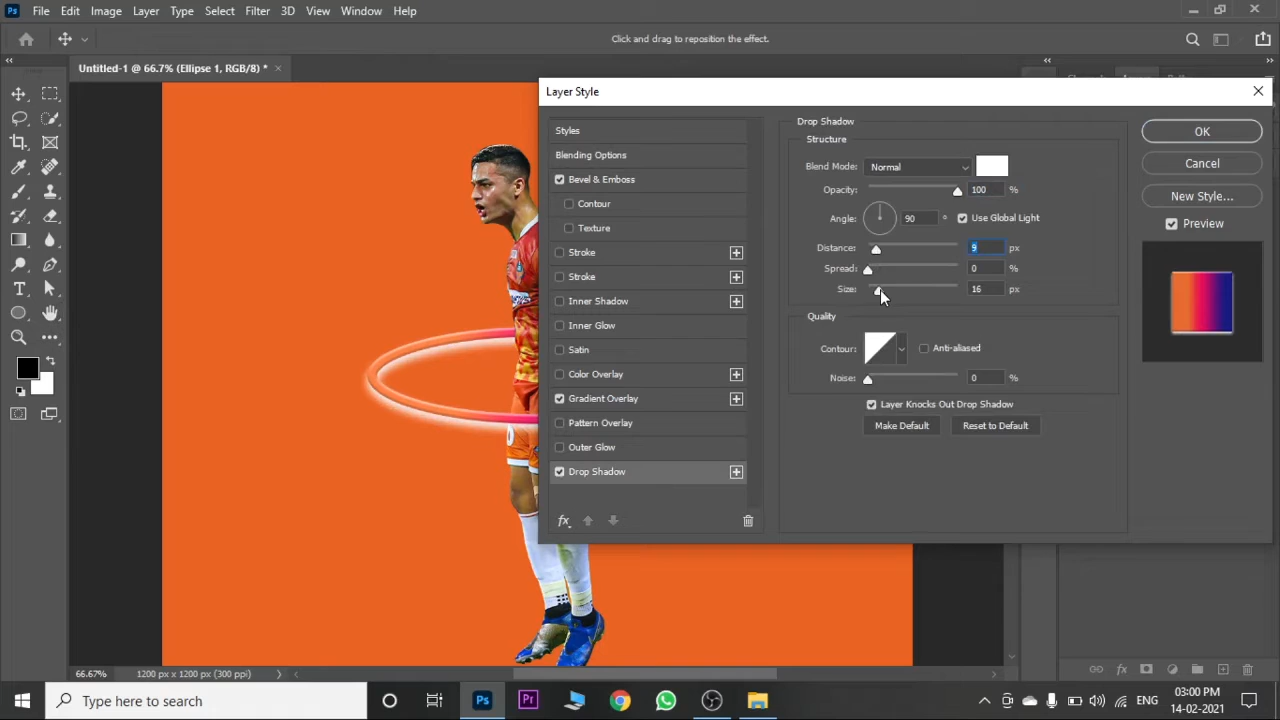 Ps File Edit Image Layer Type Select Filter 3D View Window Help
Click and drag to reposition the effect.
Untitled-1 @ 66.7% (Ellipse 1, RGB/8) * ×
Layer Style
Styles
Blending Options
Bevel & Emboss
Contour
Texture
Stroke
Stroke
Inner Shadow
Inner Glow
Satin
Color Overlay
Gradient Overlay
Pattern Overlay
Outer Glow
Drop Shadow
fx
Drop Shadow
Structure
Blend Mode: Normal
Opacity: 100 %
Angle: 90 ° Use Global Light
Distance: 9 px
Spread: 0 %
Size: 16 px
Quality
Contour: Anti-aliased
Noise: 0 %
Layer Knocks Out Drop Shadow
Make Default Reset to Default
OK
Cancel
New Style...
Preview
66.67% 1200 px x 1200 px (300 ppi)
fx
Type here to search
Ps Pr
ENG
03:00 PM
14-02-2021